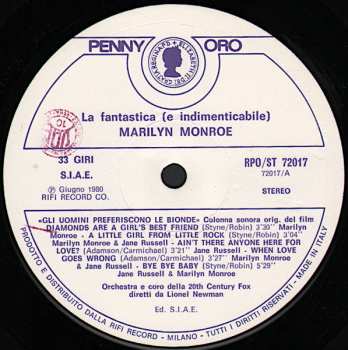 PENNY ORO
ELIZABETH II DEI GRATIA REGINA F.D.
La fantastica (e indimenticabile)
MARILYN MONROE
33 GIRI
S.I.A.E.
℗ Giugno 1980
RIFI RECORD CO.
RPO/ST 72017
72017/A
STEREO
«GLI UOMINI PREFERISCONO LE BIONDE» Colonna sonora orig. del film
DIAMONDS ARE A GIRL'S BEST FRIEND (Styne/Robin) 3'30" Marilyn
Monroe - A LITTLE GIRL FROM LITTLE ROCK (Styne/Robin) 3'04"
Marilyn Monroe & Jane Russell - AIN'T THERE ANYONE HERE FOR
LOVE? (Adamson/Carmichael) 3'21" Jane Russell - WHEN LOVE
GOES WRONG (Adamson/Carmichael) 3'27" Marilyn Monroe & Jane
Russell - BYE BYE BABY (Styne/Robin) 5'29"
Jane Russell & Marilyn Monroe
Orchestra e coro della 20th Century Fox
diretti da Lionel Newman
Ed. S.I.A.E.
PRODOTTO E DISTRIBUITO DALLA RIFI RECORD - MILANO - TUTTI I DIRITTI RISERVATI - MADE IN ITALY